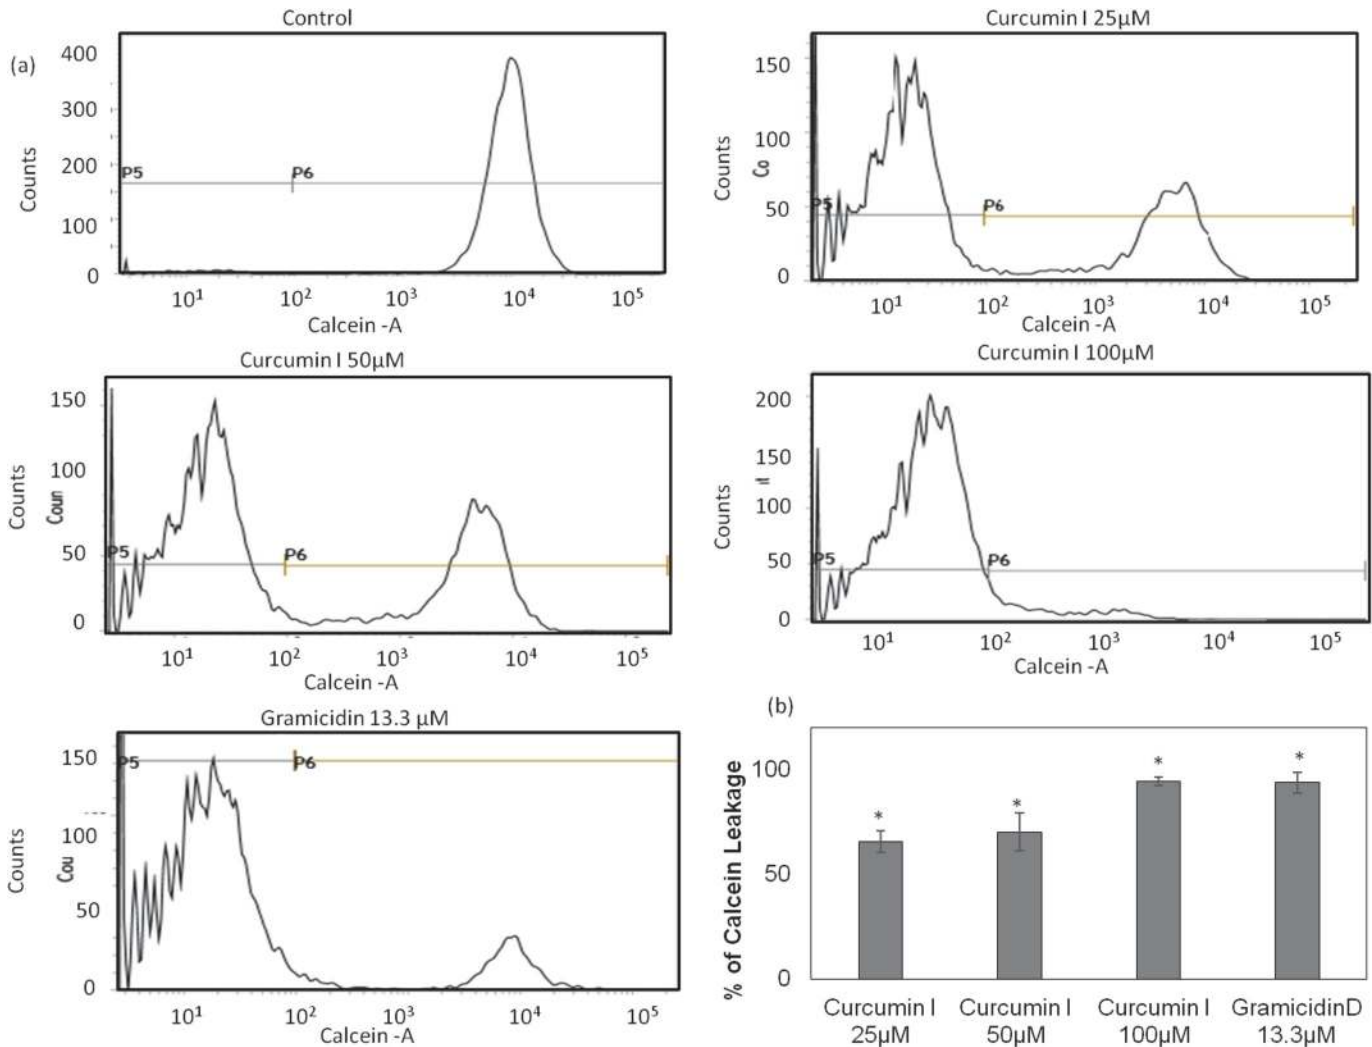 Control
(a)
400
300
200
100
0
Counts
P5
P6
10¹
10²
10³
10⁴
10⁵
Calcein -A
Curcumin I 25µM
150
100
50
0
Counts
Co
P5
P6
10¹
10²
10³
10⁴
10⁵
Calcein -A
Curcumin I 50µM
150
100
50
0
Counts
Coun
P5
P6
10¹
10²
10³
10⁴
10⁵
Calcein -A
Curcumin I 100µM
200
150
100
50
0
Counts
P5
P6
10¹
10²
10³
10⁴
10⁵
Calcein -A
Gramicidin 13.3 µM
150
100
50
0
Counts
Cou
P5
P6
10¹
10²
10³
10⁴
10⁵
Calcein -A
(b)
100
50
0
% of Calcein Leakage
*
*
*
*
Curcumin I
25µM
Curcumin I
50µM
Curcumin I
100µM
GramicidinD
13.3µM